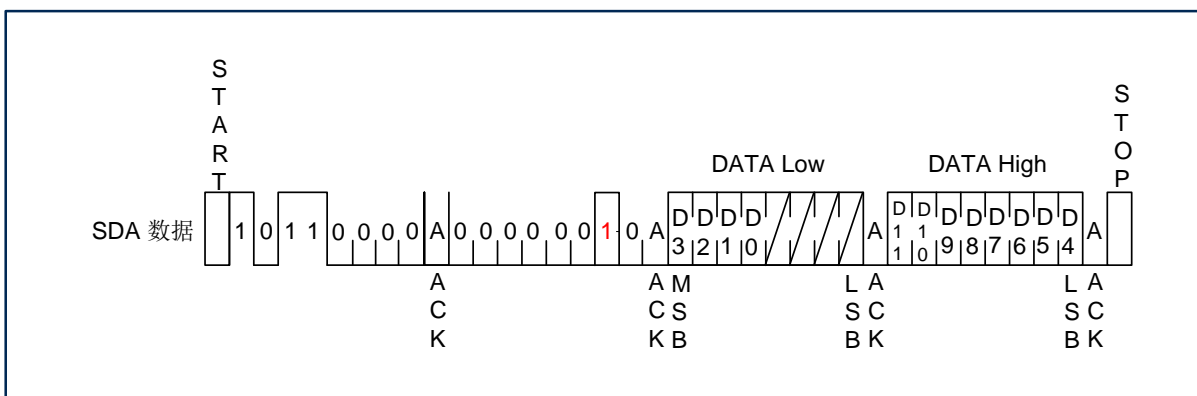 START
STOP
DATA Low
DATA High
SDA 数据 1 0 1 1 0 0 0 0 A 0 0 0 0 0 0 1 0 A D3 D2 D1 D0 A D11 D10 D9 D8 D7 D6 D5 D4 A
ACK
ACK
MSB
LSB
ACK
LSB
ACK